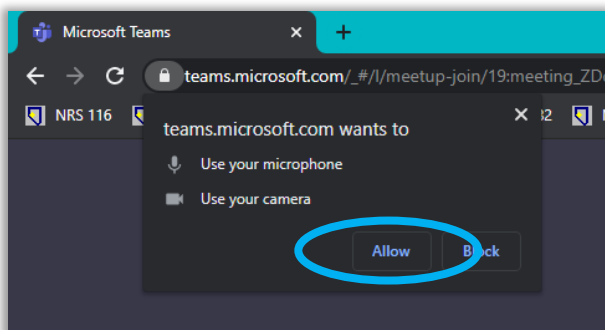 Microsoft Teams
teams.microsoft.com/_#/l/meetup-join/19:meeting_ZD
NRS 116
32
teams.microsoft.com wants to
Use your microphone
Use your camera
Allow
Block